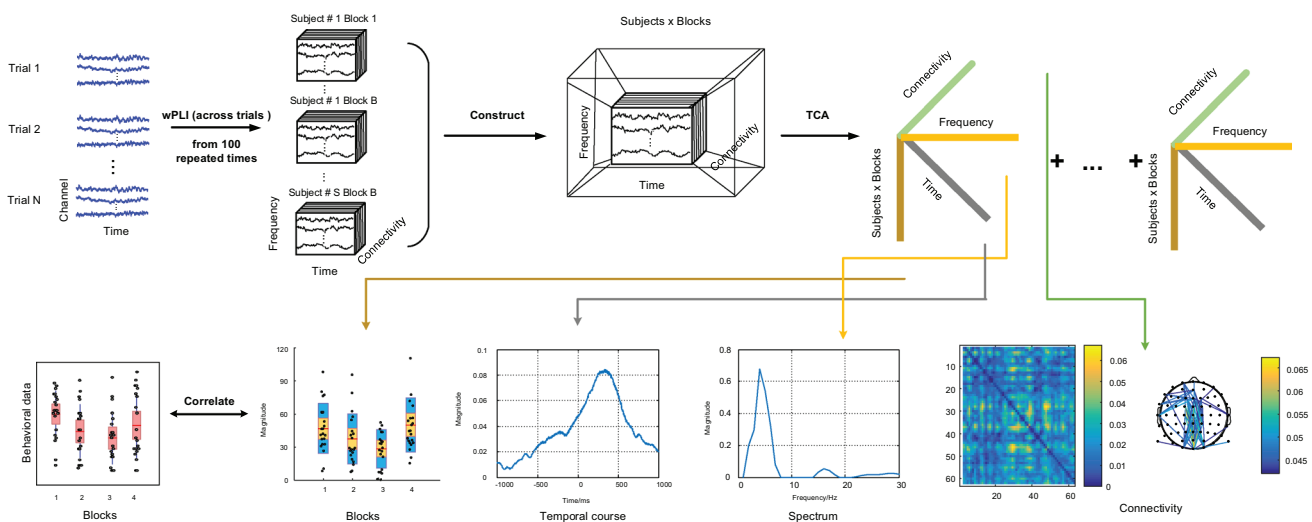 Trial 1
Trial 2
Trial N
Channel
Time
wPLI (across trials )
from 100
repeated times
Subject # 1 Block 1
Subject # 1 Block B
Subject # S Block B
Frequency
Connectivity
Time
Construct
Subjects x Blocks
Frequency
Connectivity
Time
TCA
Connectivity
Frequency
Time
Subjects x Blocks
+ ... +
Connectivity
Frequency
Time
Subjects x Blocks
Behavioral data
1 2 3 4
Blocks
Correlate
Magnitude
120
90
60
30
0
1 2 3 4
Blocks
Magnitude
0.1
0.08
0.06
0.04
0.02
0
-1000 -500 0 500 1000
Time/ms
Temporal course
Magnitude
0.8
0.6
0.4
0.2
0
0 10 20 30
Frequency/Hz
Spectrum
10
20
30
40
50
60
20 40 60
0.06
0.05
0.04
0.03
0.02
0.01
0
0.065
0.06
0.055
0.05
0.045
Connectivity